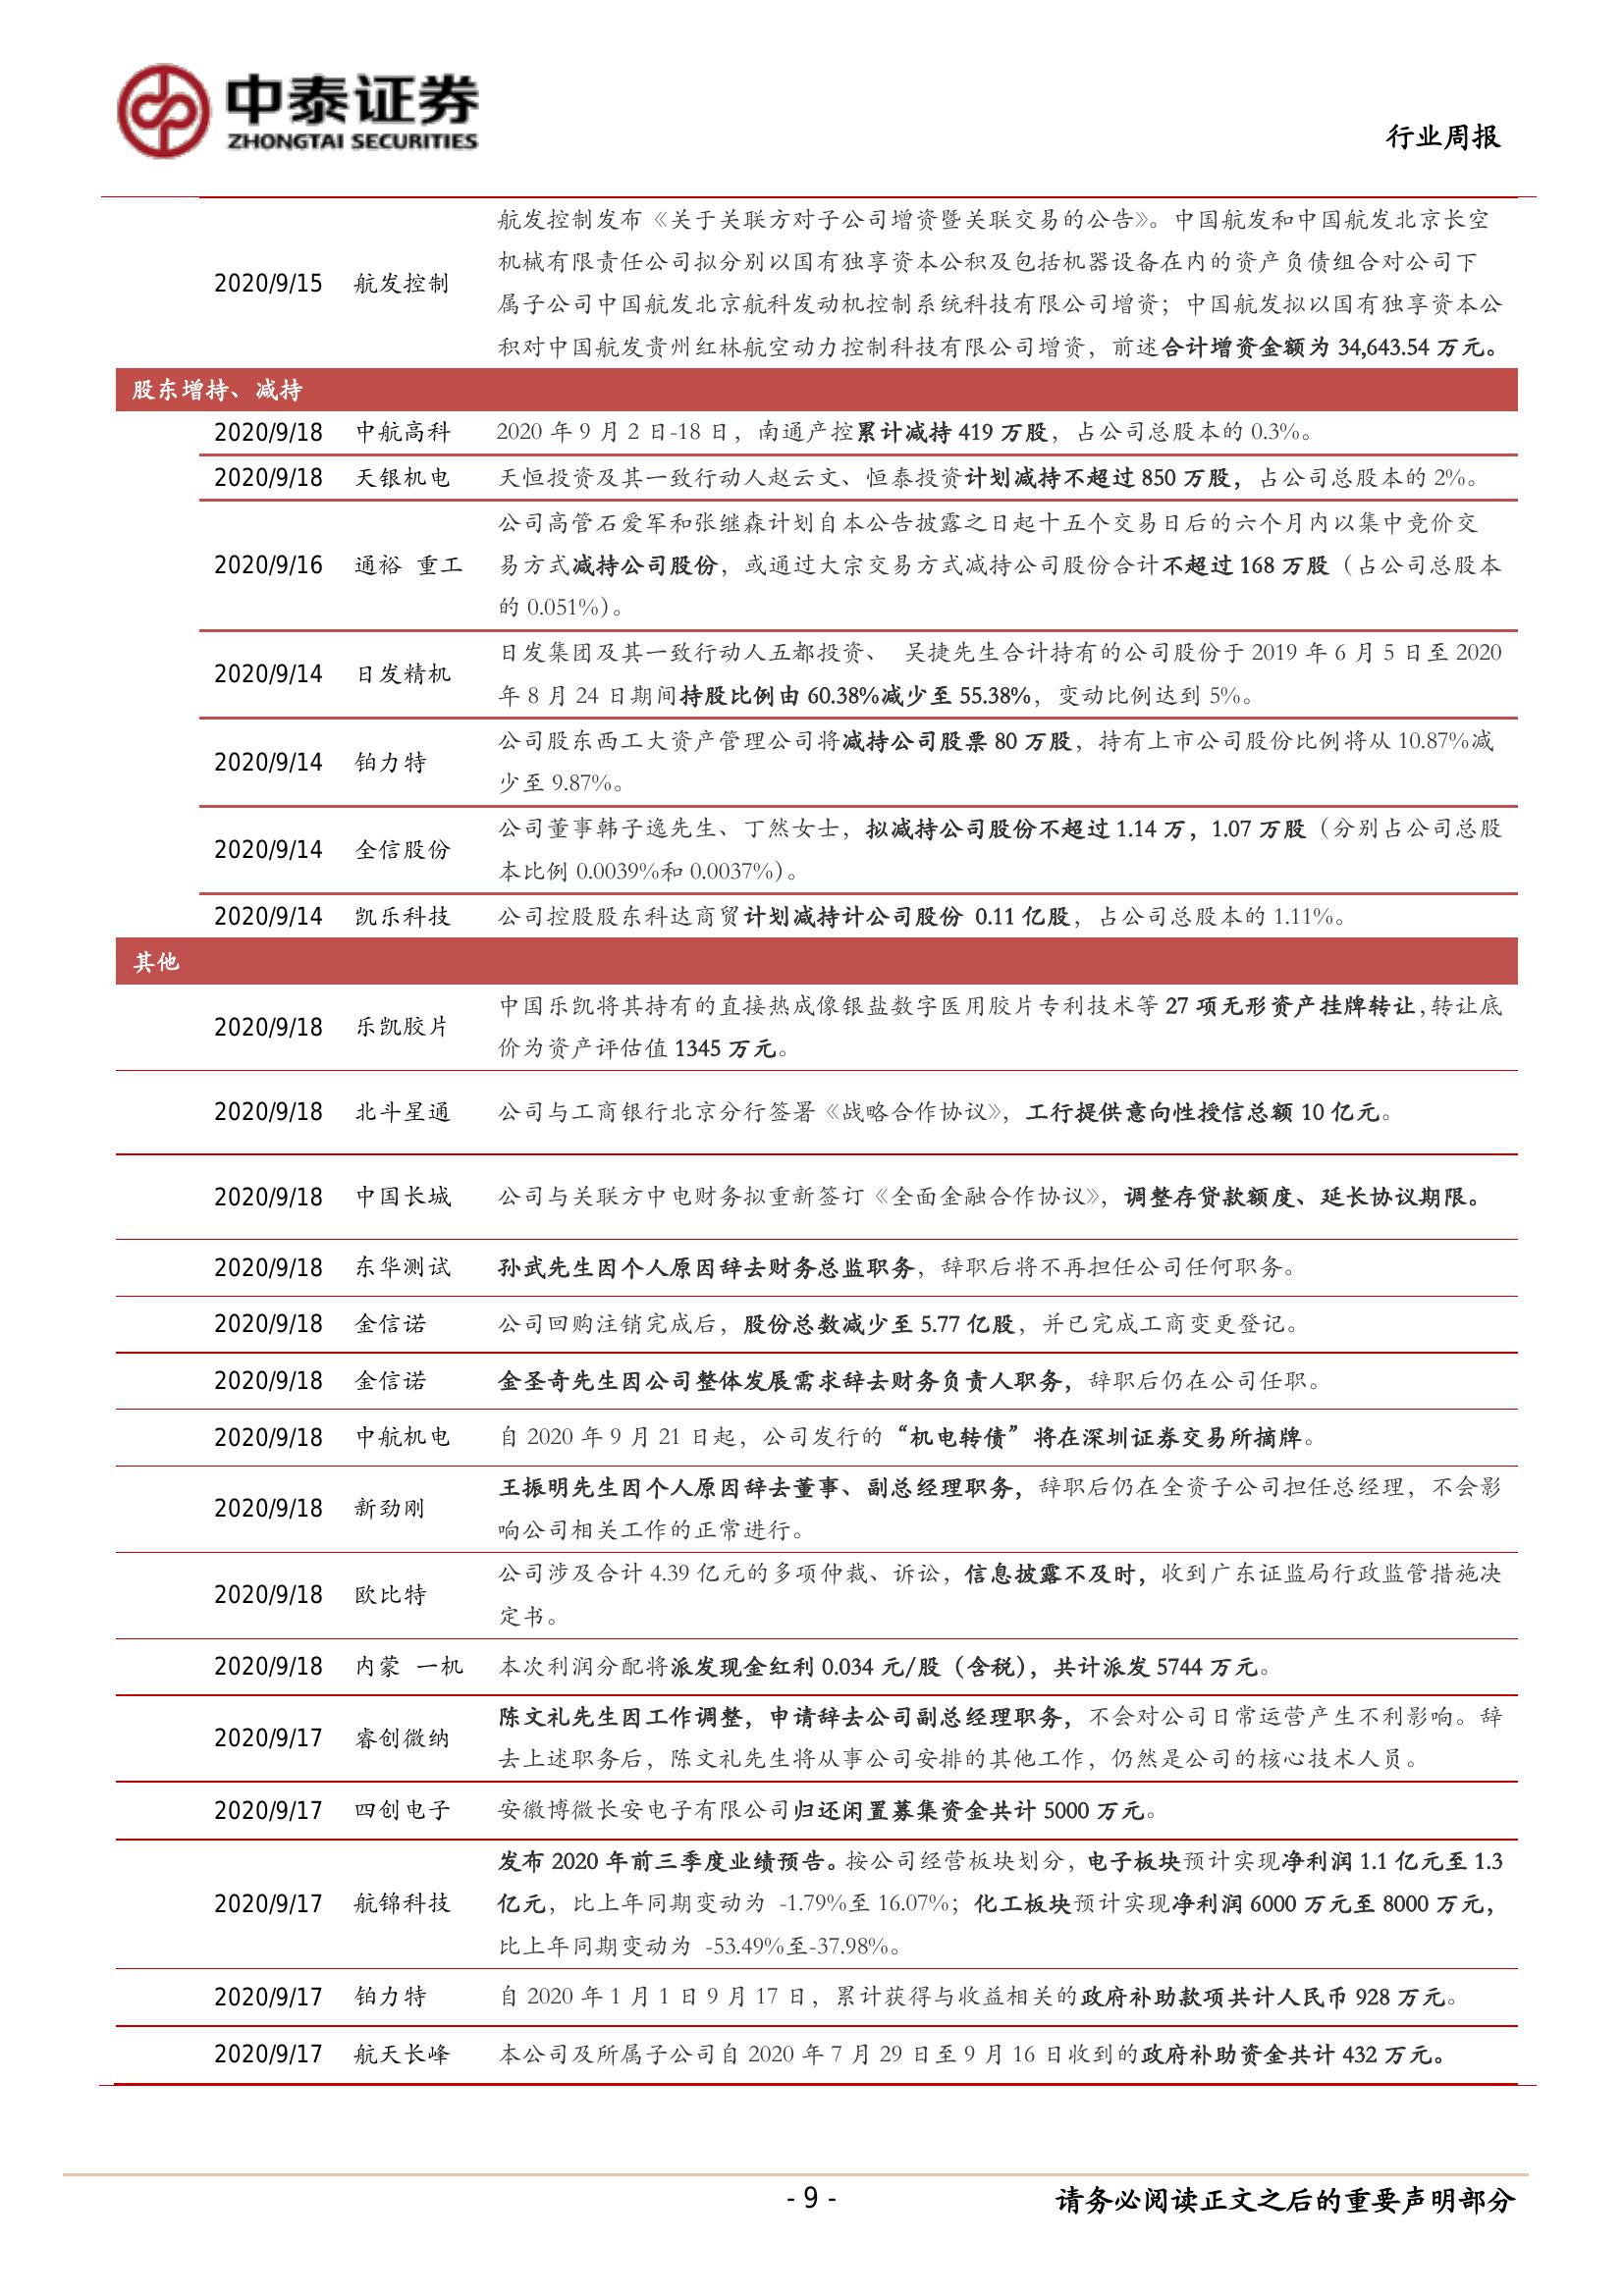 中泰证券
ZHONGTAI SECURITIES
行业周报
航发控制发布《关于关联方对子公司增资暨关联交易的公告》。中国航发和中国航发北京长空
机械有限责任公司拟分别以国有独享资本公积及包括机器设备在内的资产负债组合对公司下
2020/9/15 航发控制
属子公司中国航发北京航科发动机控制系统科技有限公司增资；中国航发拟以国有独享资本公
积对中国航发贵州红林航空动力控制科技有限公司增资，前述合计增资金额为 34,643.54 万元。
股东增持、减持
2020/9/18 中航高科 2020 年 9 月 2 日-18 日，南通产控累计减持 419 万股，占公司总股本的 0.3%。
2020/9/18 天银机电 天恒投资及其一致行动人赵云文、恒泰投资计划减持不超过 850 万股，占公司总股本的 2%。
公司高管石爱军和张继森计划自本公告披露之日起十五个交易日后的六个月内以集中竞价交
2020/9/16 通裕 重工 易方式减持公司股份，或通过大宗交易方式减持公司股份合计不超过 168 万股（占公司总股本
的 0.051%）。
日发集团及其一致行动人五都投资、 吴捷先生合计持有的公司股份于 2019 年 6 月 5 日至 2020
2020/9/14 日发精机
年 8 月 24 日期间持股比例由 60.38%减少至 55.38%，变动比例达到 5%。
公司股东西工大资产管理公司将减持公司股票 80 万股，持有上市公司股份比例将从 10.87%减
2020/9/14 铂力特
少至 9.87%。
公司董事韩子逸先生、丁然女士，拟减持公司股份不超过 1.14 万，1.07 万股（分别占公司总股
2020/9/14 全信股份
本比例 0.0039%和 0.0037%）。
2020/9/14 凯乐科技 公司控股股东科达商贸计划减持计公司股份 0.11 亿股，占公司总股本的 1.11%。
其他
中国乐凯将其持有的直接热成像银盐数字医用胶片专利技术等 27 项无形资产挂牌转让，转让底
2020/9/18 乐凯胶片
价为资产评估值 1345 万元。
2020/9/18 北斗星通 公司与工商银行北京分行签署《战略合作协议》，工行提供意向性授信总额 10 亿元。
2020/9/18 中国长城 公司与关联方中电财务拟重新签订《全面金融合作协议》，调整存贷款额度、延长协议期限。
2020/9/18 东华测试 孙武先生因个人原因辞去财务总监职务，辞职后将不再担任公司任何职务。
2020/9/18 金信诺 公司回购注销完成后，股份总数减少至 5.77 亿股，并已完成工商变更登记。
2020/9/18 金信诺 金圣奇先生因公司整体发展需求辞去财务负责人职务，辞职后仍在公司任职。
2020/9/18 中航机电 自 2020 年 9 月 21 日起，公司发行的“机电转债”将在深圳证券交易所摘牌。
王振明先生因个人原因辞去董事、副总经理职务，辞职后仍在全资子公司担任总经理，不会影
2020/9/18 新劲刚
响公司相关工作的正常进行。
公司涉及合计 4.39 亿元的多项仲裁、诉讼，信息披露不及时，收到广东证监局行政监管措施决
2020/9/18 欧比特
定书。
2020/9/18 内蒙 一机 本次利润分配将派发现金红利 0.034 元/股（含税），共计派发 5744 万元。
陈文礼先生因工作调整，申请辞去公司副总经理职务，不会对公司日常运营产生不利影响。辞
2020/9/17 睿创微纳
去上述职务后，陈文礼先生将从事公司安排的其他工作，仍然是公司的核心技术人员。
2020/9/17 四创电子 安徽博微长安电子有限公司归还闲置募集资金共计 5000 万元。
发布 2020 年前三季度业绩预告。按公司经营板块划分，电子板块预计实现净利润 1.1 亿元至 1.3
2020/9/17 航锦科技 亿元，比上年同期变动为 -1.79%至 16.07%；化工板块预计实现净利润 6000 万元至 8000 万元，
比上年同期变动为 -53.49%至-37.98%。
2020/9/17 铂力特 自 2020 年 1 月 1 日 9 月 17 日，累计获得与收益相关的政府补助款项共计人民币 928 万元。
2020/9/17 航天长峰 本公司及所属子公司自 2020 年 7 月 29 日至 9 月 16 日收到的政府补助资金共计 432 万元。
- 9 -
请务必阅读正文之后的重要声明部分